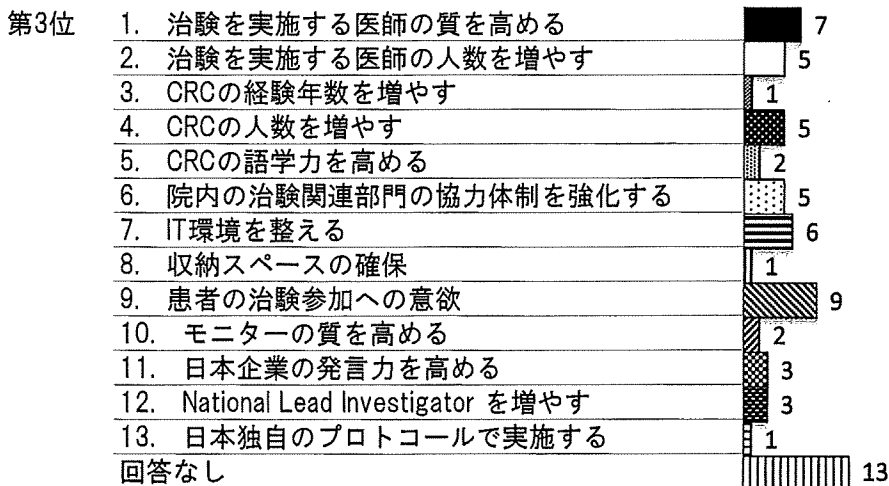 第3位 1. 治験を実施する医師の質を高める 7
2. 治験を実施する医師の人数を増やす 5
3. CRCの経験年数を増やす 1
4. CRCの人数を増やす 5
5. CRCの語学力を高める 2
6. 院内の治験関連部門の協力体制を強化する 5
7. IT環境を整える 6
8. 収納スペースの確保 1
9. 患者の治験参加への意欲 9
10. モニターの質を高める 2
11. 日本企業の発言力を高める 3
12. National Lead Investigator を増やす 3
13. 日本独自のプロトコールで実施する 1
回答なし 13